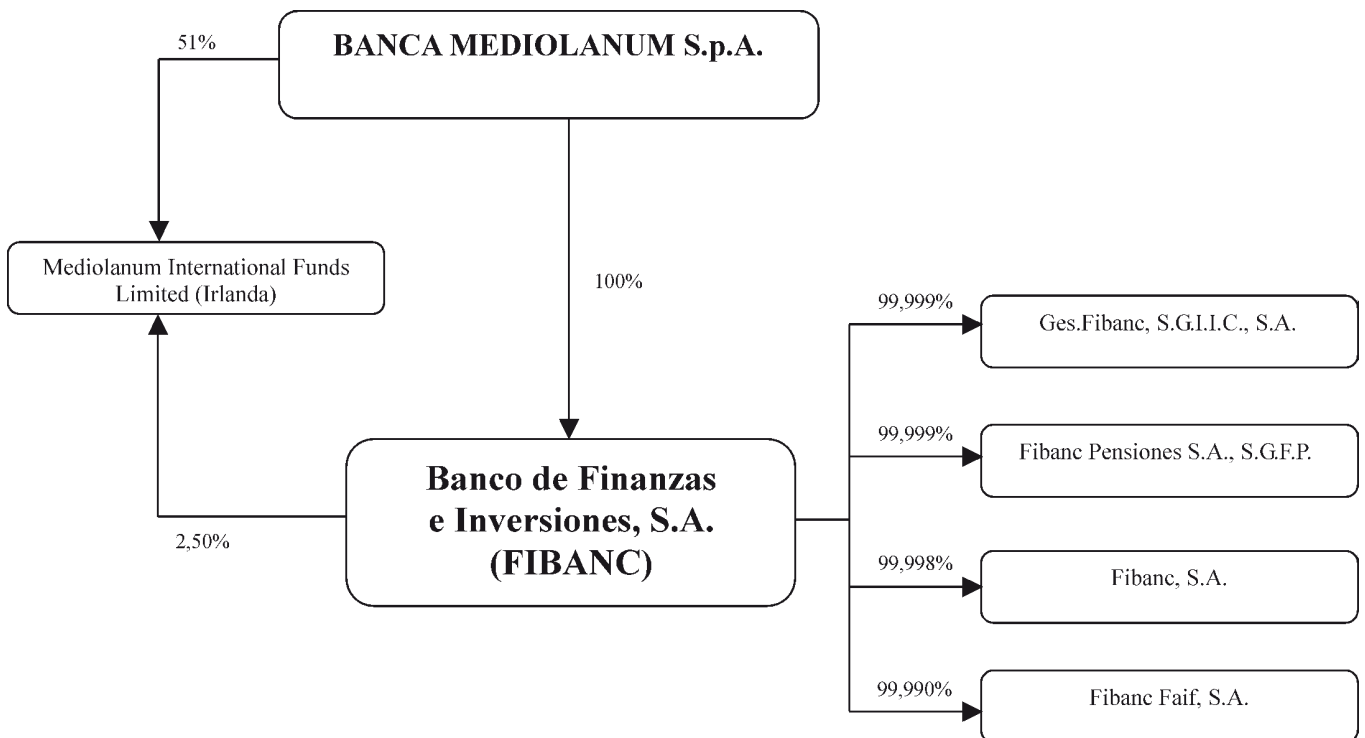 BANCA MEDIOLANUM S.p.A.
51%
Mediolanum International Funds
Limited (Irlanda)
100%
99,999%
Ges.Fibanc, S.G.I.I.C., S.A.
99,999%
Fibanc Pensiones S.A., S.G.F.P.
Banco de Finanzas
e Inversiones, S.A.
(FIBANC)
2,50%
99,998%
Fibanc, S.A.
99,990%
Fibanc Faif, S.A.